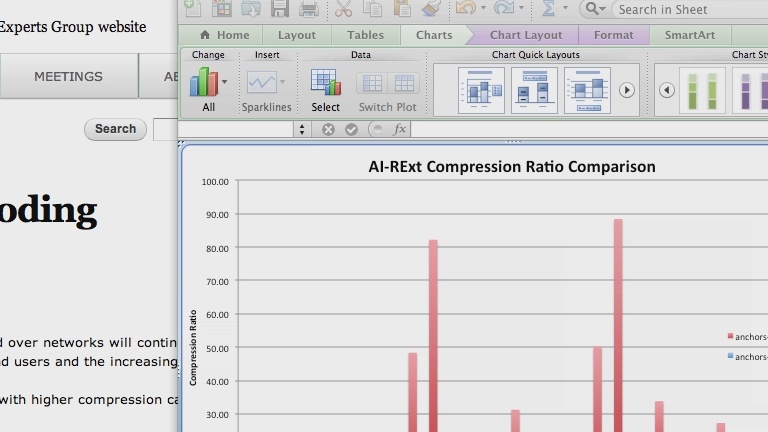 Experts Group website
MEETINGS
Search
oding
d over networks will contin
nd users and the increasing
with higher compression ca
Search in Sheet
Home Layout Tables Charts Chart Layout Format SmartArt
Change Insert Data Chart Quick Layouts Chart St
All Sparklines Select Switch Plot
fx
AI-RExt Compression Ratio Comparison
100.00
90.00
80.00
70.00
60.00
50.00
40.00
30.00
Compression Ratio
anchors-
anchors-